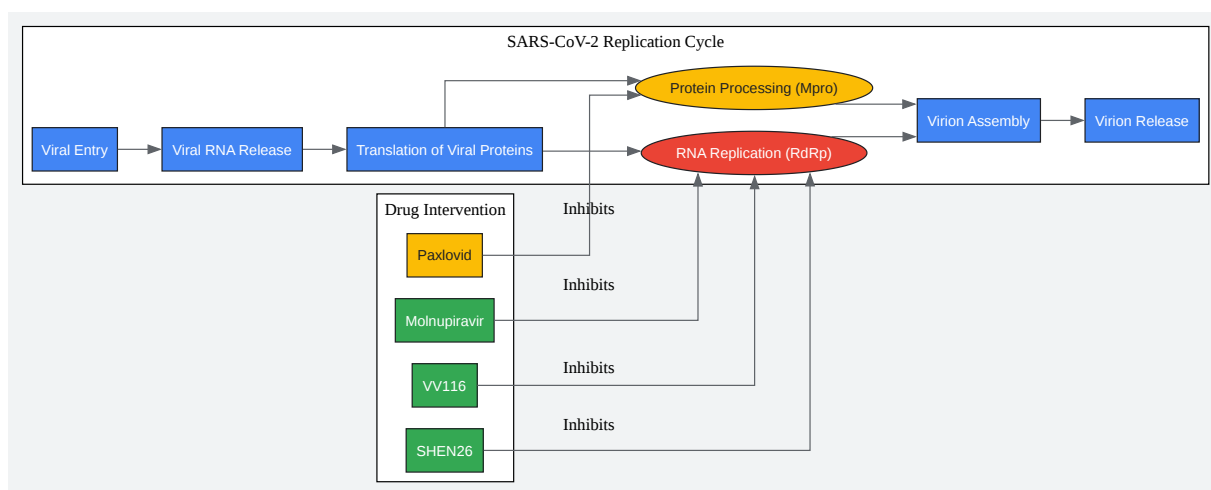 SARS-CoV-2 Replication Cycle
Protein Processing (Mpro)
Viral Entry
Viral RNA Release
Translation of Viral Proteins
RNA Replication (RdRp)
Virion Assembly
Virion Release
Drug Intervention
Inhibits
Paxlovid
Inhibits
Molnupiravir
Inhibits
VV116
Inhibits
SHEN26